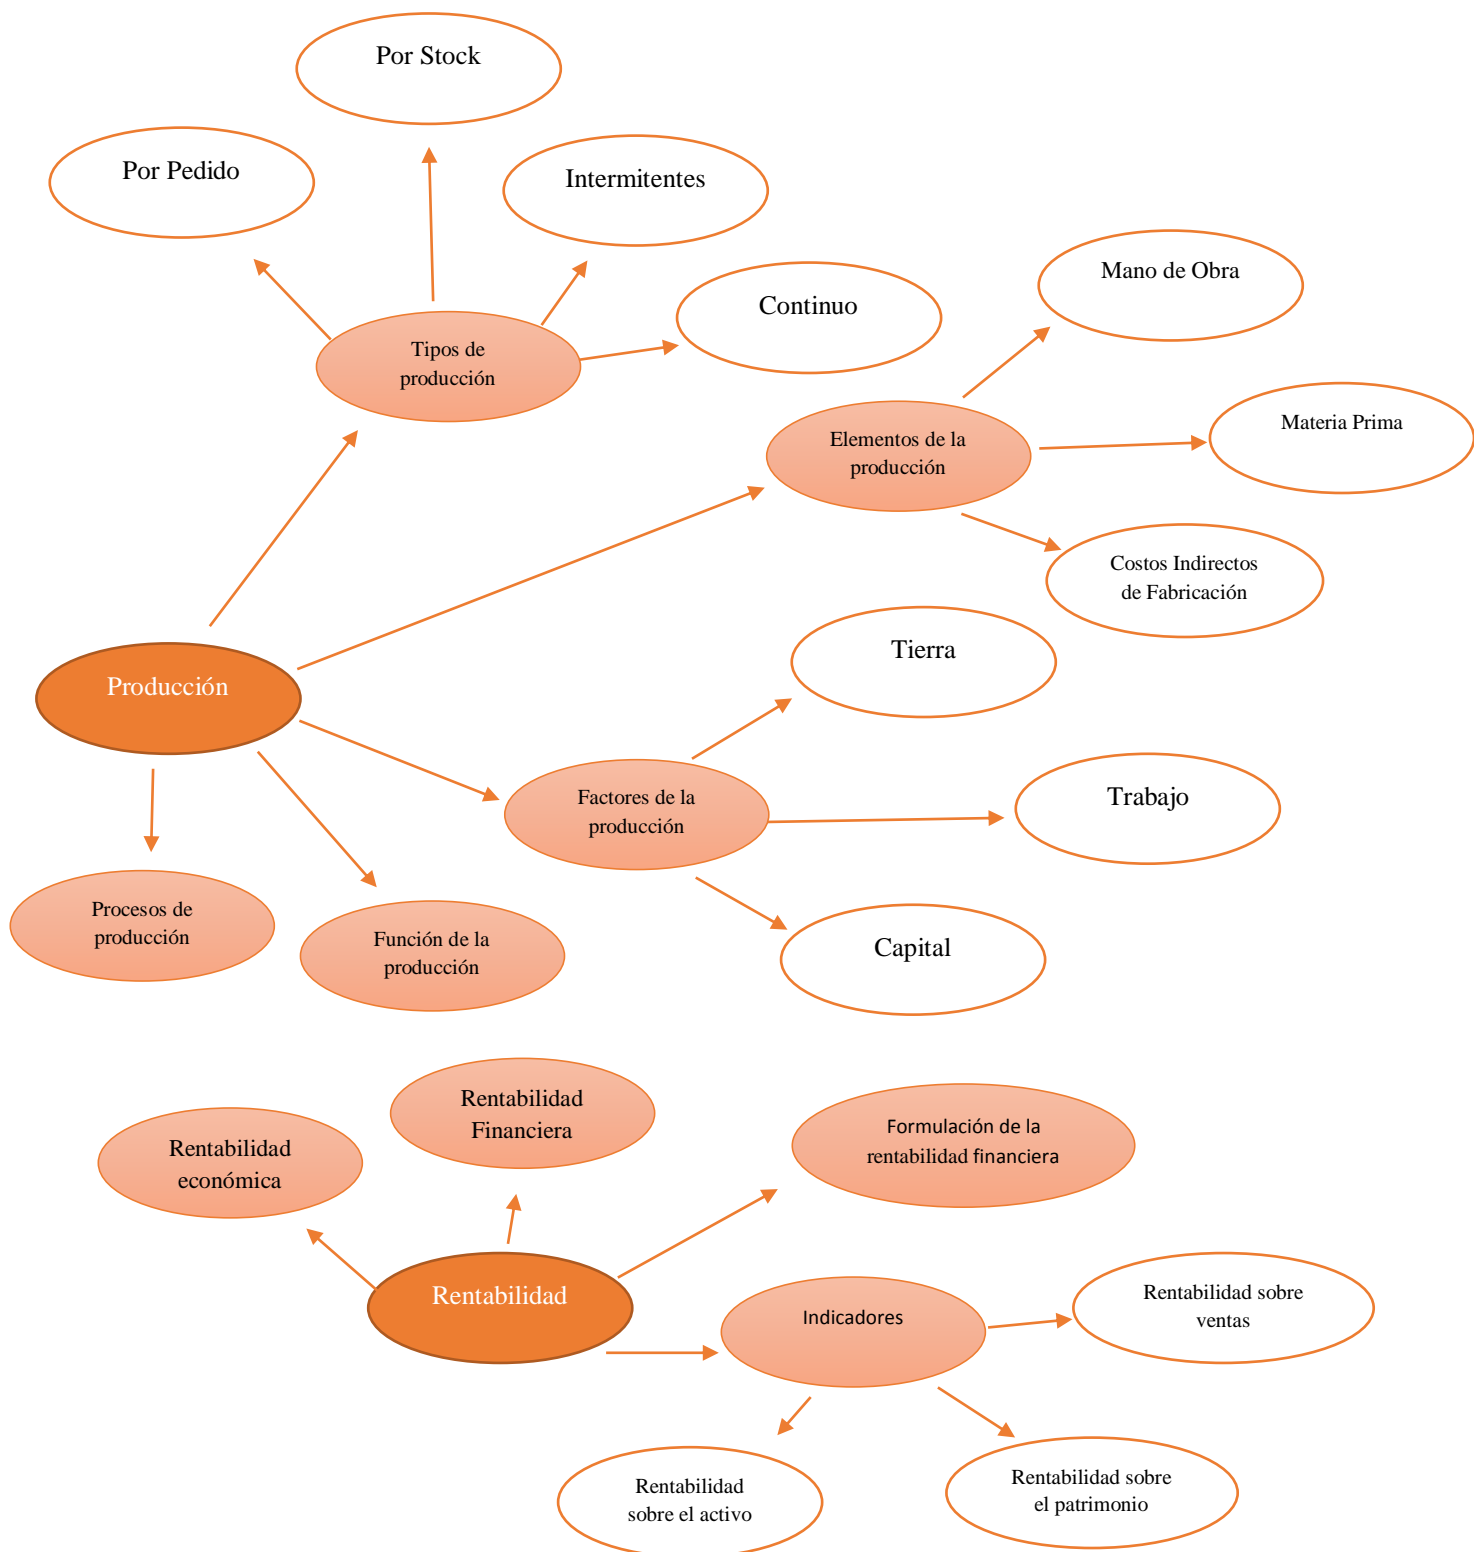 Por Stock
Por Pedido
Intermitentes
Continuo
Mano de Obra
Tipos de
producción
Materia Prima
Elementos de la
producción
Costos Indirectos
de Fabricación
Tierra
Producción
Factores de la
producción
Trabajo
Procesos de
producción
Función de la
producción
Capital
Rentabilidad
Financiera
Rentabilidad
económica
Formulación de la
rentabilidad financiera
Rentabilidad
Indicadores
Rentabilidad sobre
ventas
Rentabilidad
sobre el activo
Rentabilidad sobre
el patrimonio